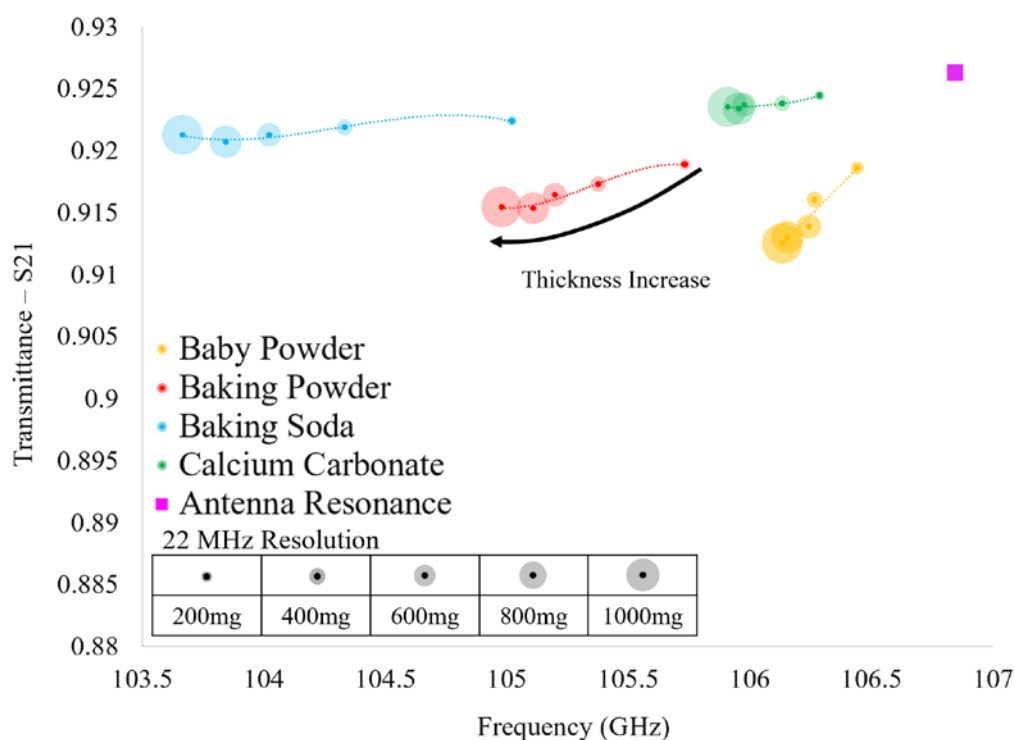 0.93
0.925
0.92
0.915
0.91
0.905
0.9
0.895
0.89
0.885
0.88
Transmittance – S21
Thickness Increase
Baby Powder
Baking Powder
Baking Soda
Calcium Carbonate
Antenna Resonance
22 MHz Resolution
200mg 400mg 600mg 800mg 1000mg
103.5 104 104.5 105 105.5 106 106.5 107
Frequency (GHz)